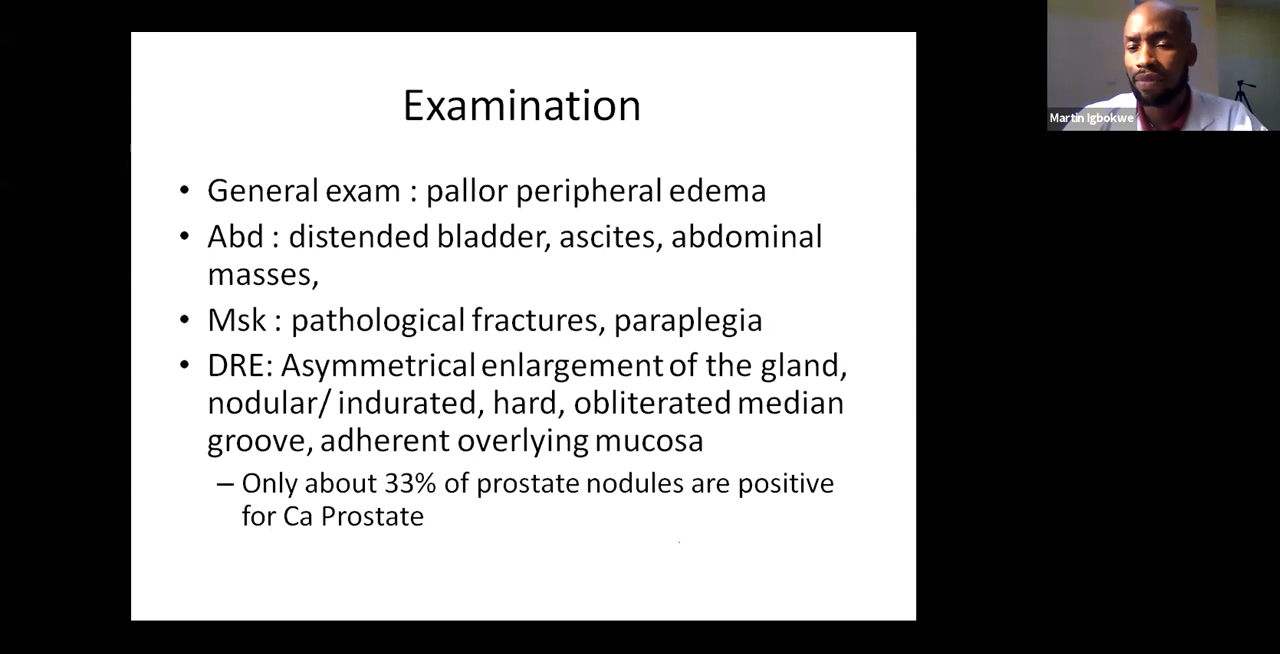 Examination
• General exam : pallor peripheral edema
• Abd : distended bladder, ascites, abdominal
masses,
• Msk : pathological fractures, paraplegia
• DRE: Asymmetrical enlargement of the gland,
nodular/ indurated, hard, obliterated median
groove, adherent overlying mucosa
– Only about 33% of prostate nodules are positive
for Ca Prostate
Martin Igbokwe